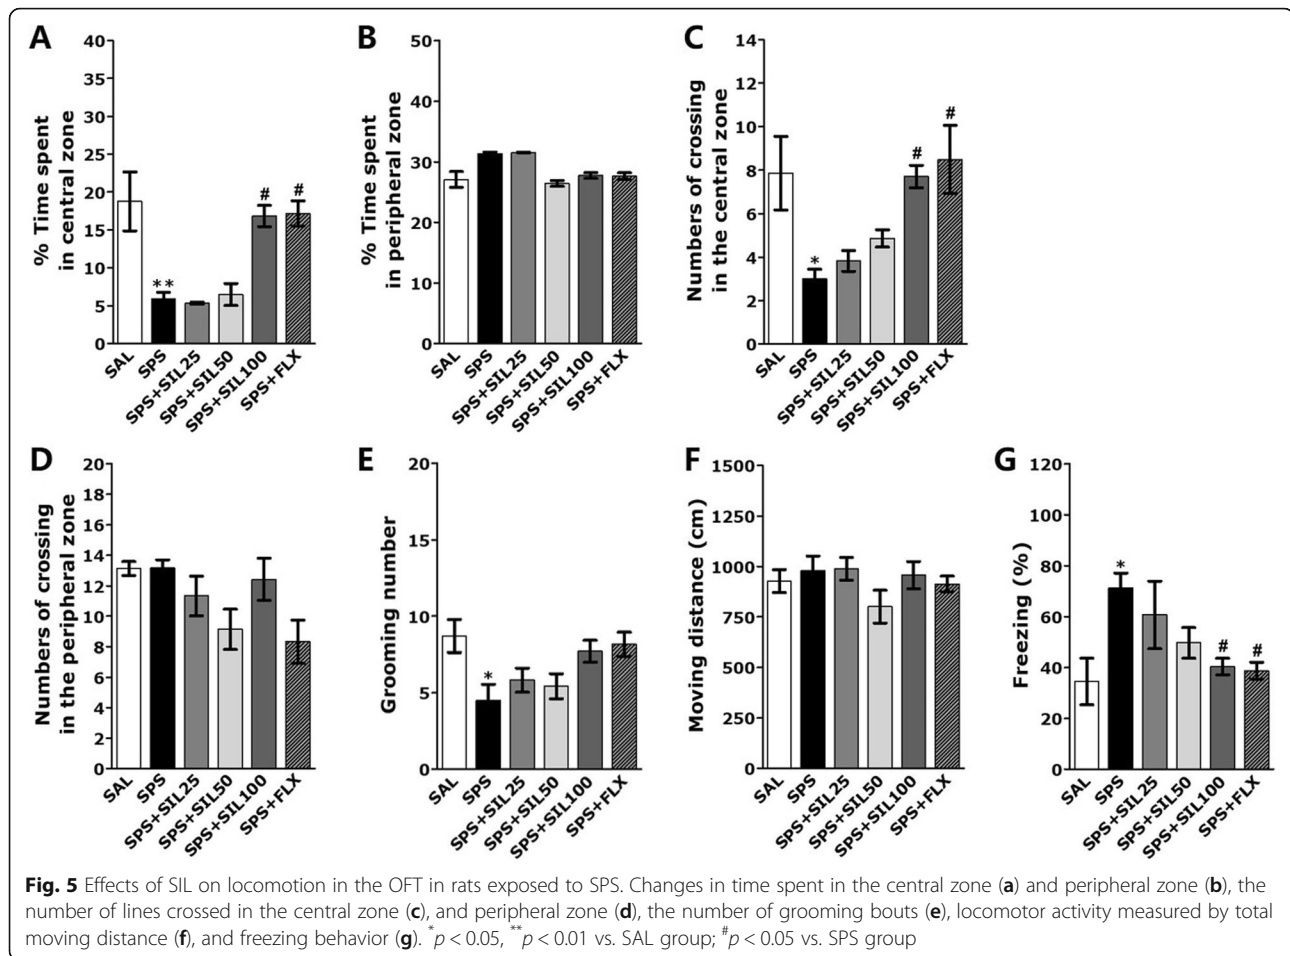 A
% Time spent
in central zone
40
35
30
25
20
15
10
5
0
**
#
#
SAL
SPS
SPS+SIL25
SPS+SIL50
SPS+SIL100
SPS+FLX
B
% Time spent
in peripheral zone
50
40
30
20
10
0
SAL
SPS
SPS+SIL25
SPS+SIL50
SPS+SIL100
SPS+FLX
C
Numbers of crossing
in the central zone
14
12
10
8
6
4
2
0
*
#
#
SAL
SPS
SPS+SIL25
SPS+SIL50
SPS+SIL100
SPS+FLX
D
Numbers of crossing
in the peripheral zone
20
18
16
14
12
10
8
6
4
2
0
SAL
SPS
SPS+SIL25
SPS+SIL50
SPS+SIL100
SPS+FLX
E
Grooming number
20
15
10
5
0
*
SAL
SPS
SPS+SIL25
SPS+SIL50
SPS+SIL100
SPS+FLX
F
Moving distance (cm)
1500
1250
1000
750
500
250
0
SAL
SPS
SPS+SIL25
SPS+SIL50
SPS+SIL100
SPS+FLX
G
Freezing (%)
120
100
80
60
40
20
0
*
#
#
SAL
SPS
SPS+SIL25
SPS+SIL50
SPS+SIL100
SPS+FLX
Fig. 5 Effects of SIL on locomotion in the OFT in rats exposed to SPS. Changes in time spent in the central zone (a) and peripheral zone (b), the
number of lines crossed in the central zone (c), and peripheral zone (d), the number of grooming bouts (e), locomotor activity measured by total
moving distance (f), and freezing behavior (g). *p < 0.05, **p < 0.01 vs. SAL group; #p < 0.05 vs. SPS group